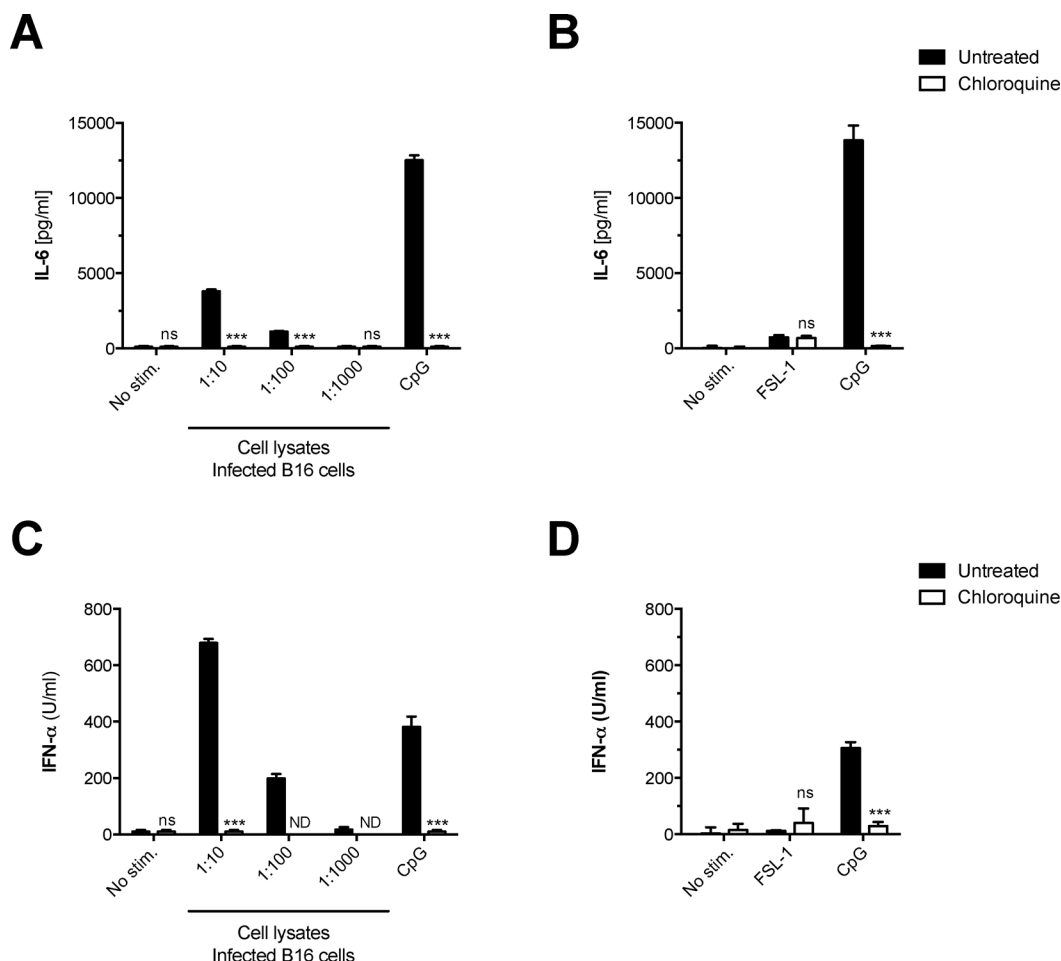 A
IL-6 [pg/ml]
15000
10000
5000
0
ns
***
***
ns
***
No stim.
1:10
1:100
1:1000
CpG
Cell lysates
Infected B16 cells
B
Untreated
Chloroquine
IL-6 [pg/ml]
15000
10000
5000
0
ns
***
No stim.
FSL-1
CpG
C
IFN-α (U/ml)
800
600
400
200
0
ns
***
ND
ND
***
No stim.
1:10
1:100
1:1000
CpG
Cell lysates
Infected B16 cells
D
Untreated
Chloroquine
IFN-α (U/ml)
800
600
400
200
0
ns
***
No stim.
FSL-1
CpG